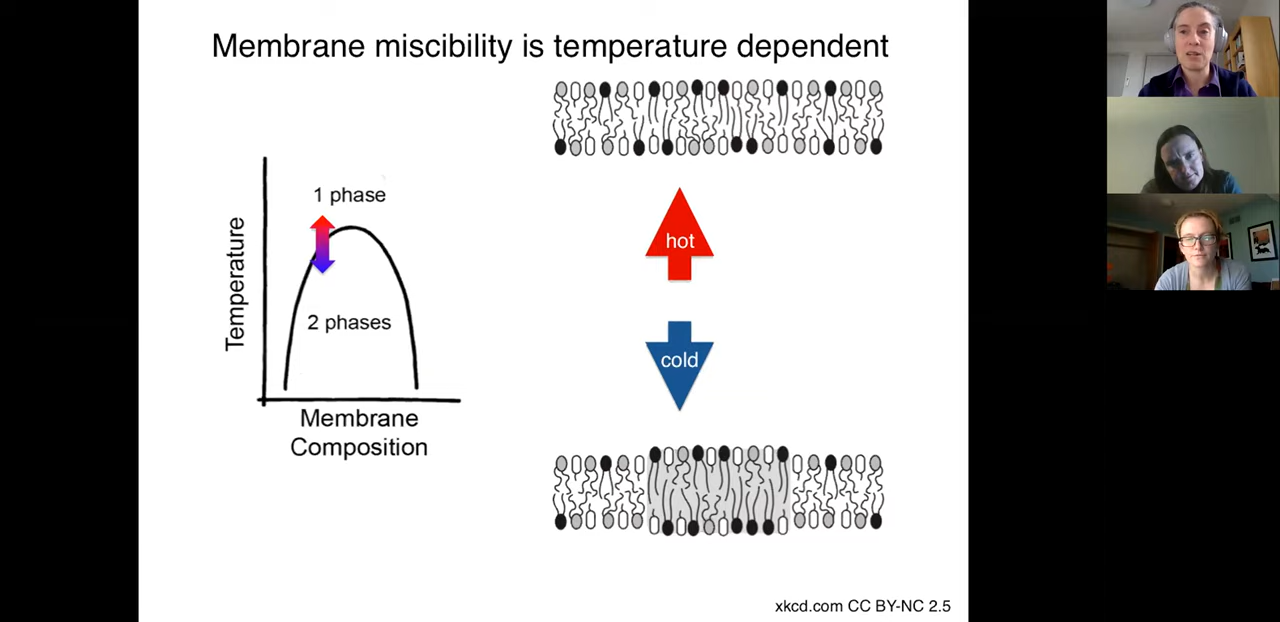 Membrane miscibility is temperature dependent
1 phase
2 phases
Temperature
Membrane
Composition
hot
cold
xkcd.com CC BY-NC 2.5